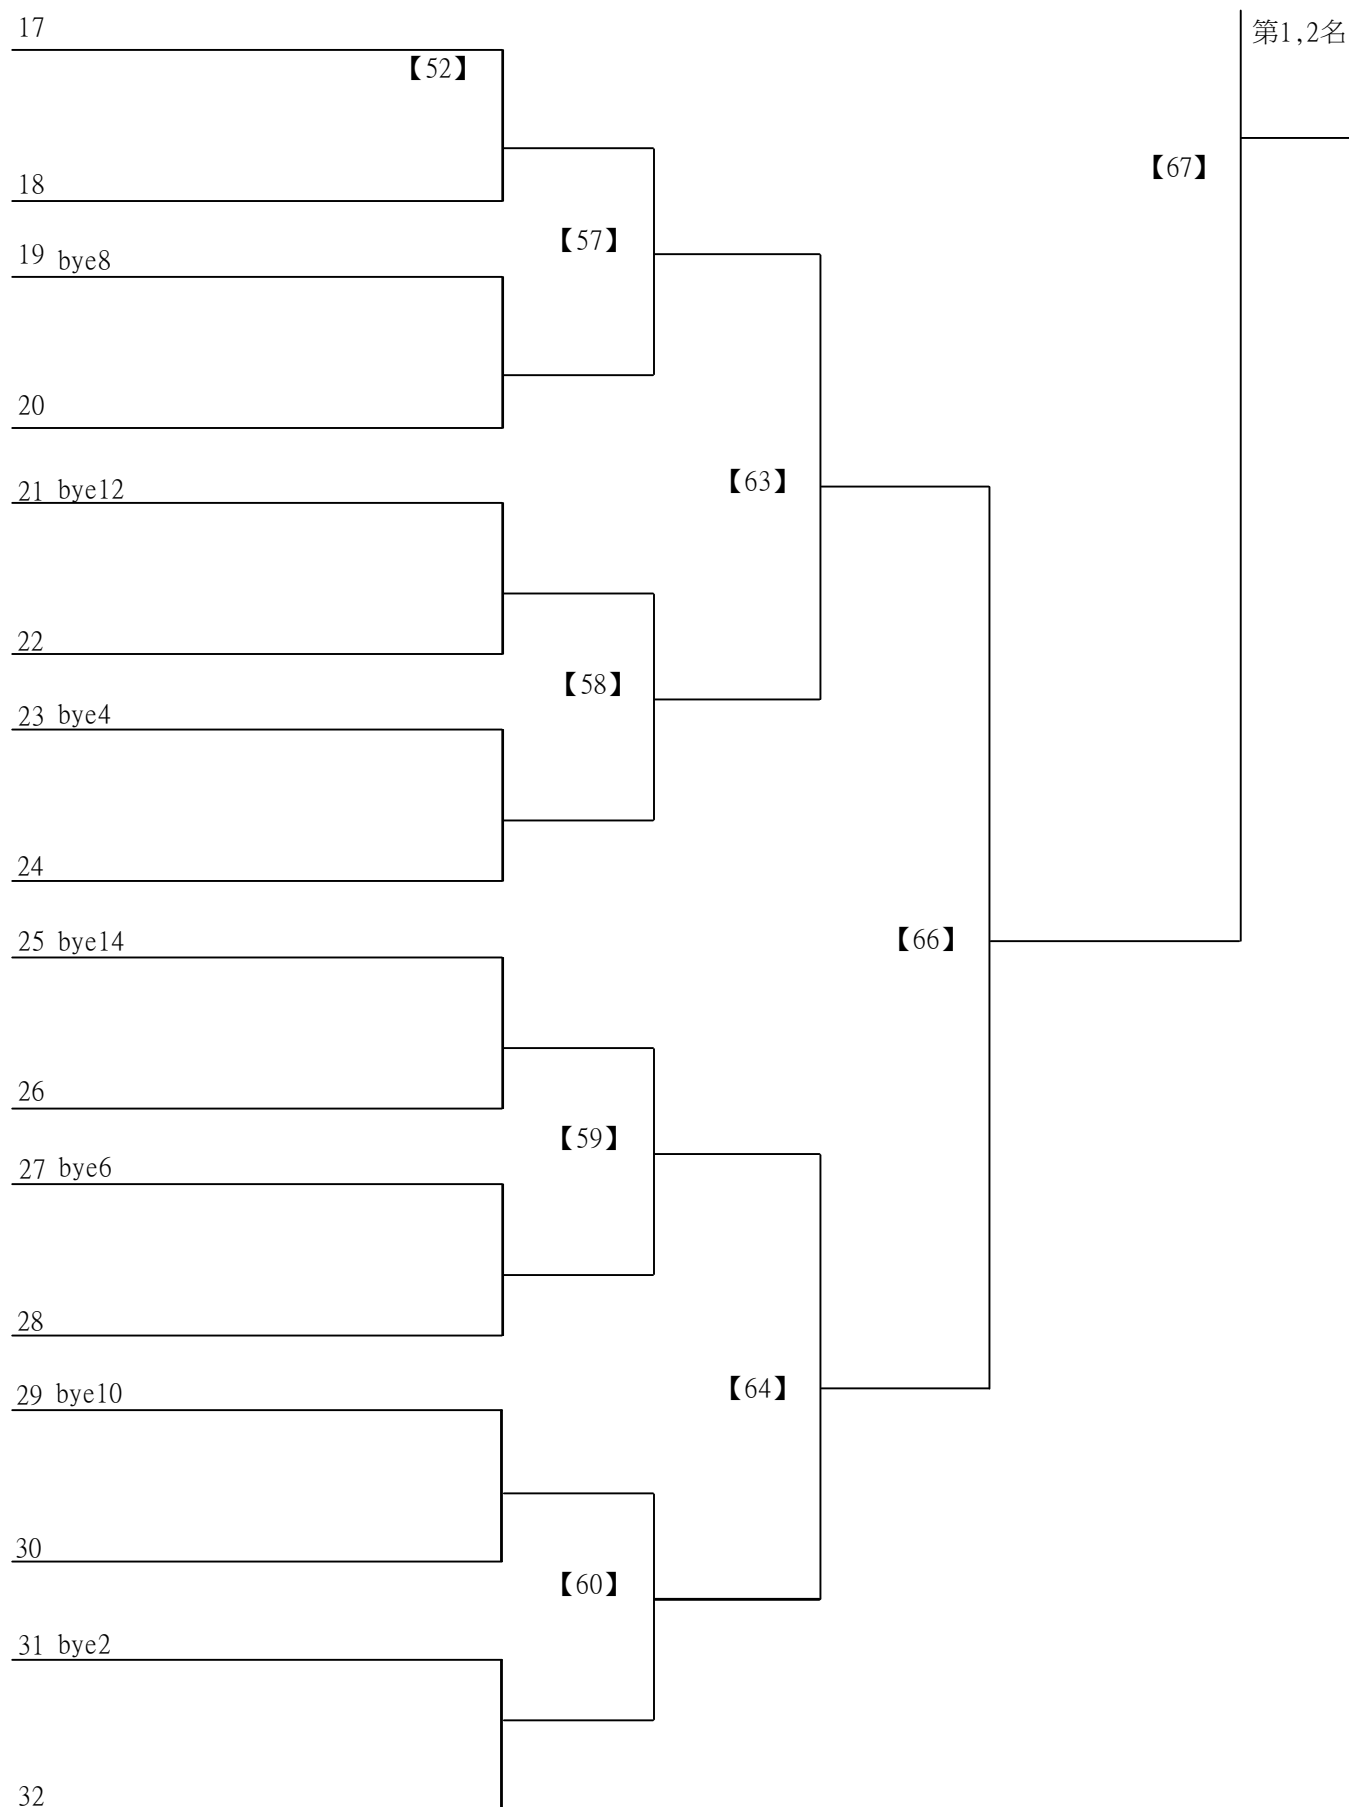 17
第1,2名
【52】
【67】
18
【57】
19 bye8
20
【63】
21 bye12
22
【58】
23 bye4
24
【66】
25 bye14
26
【59】
27 bye6
28
【64】
29 bye10
30
【60】
31 bye2
32